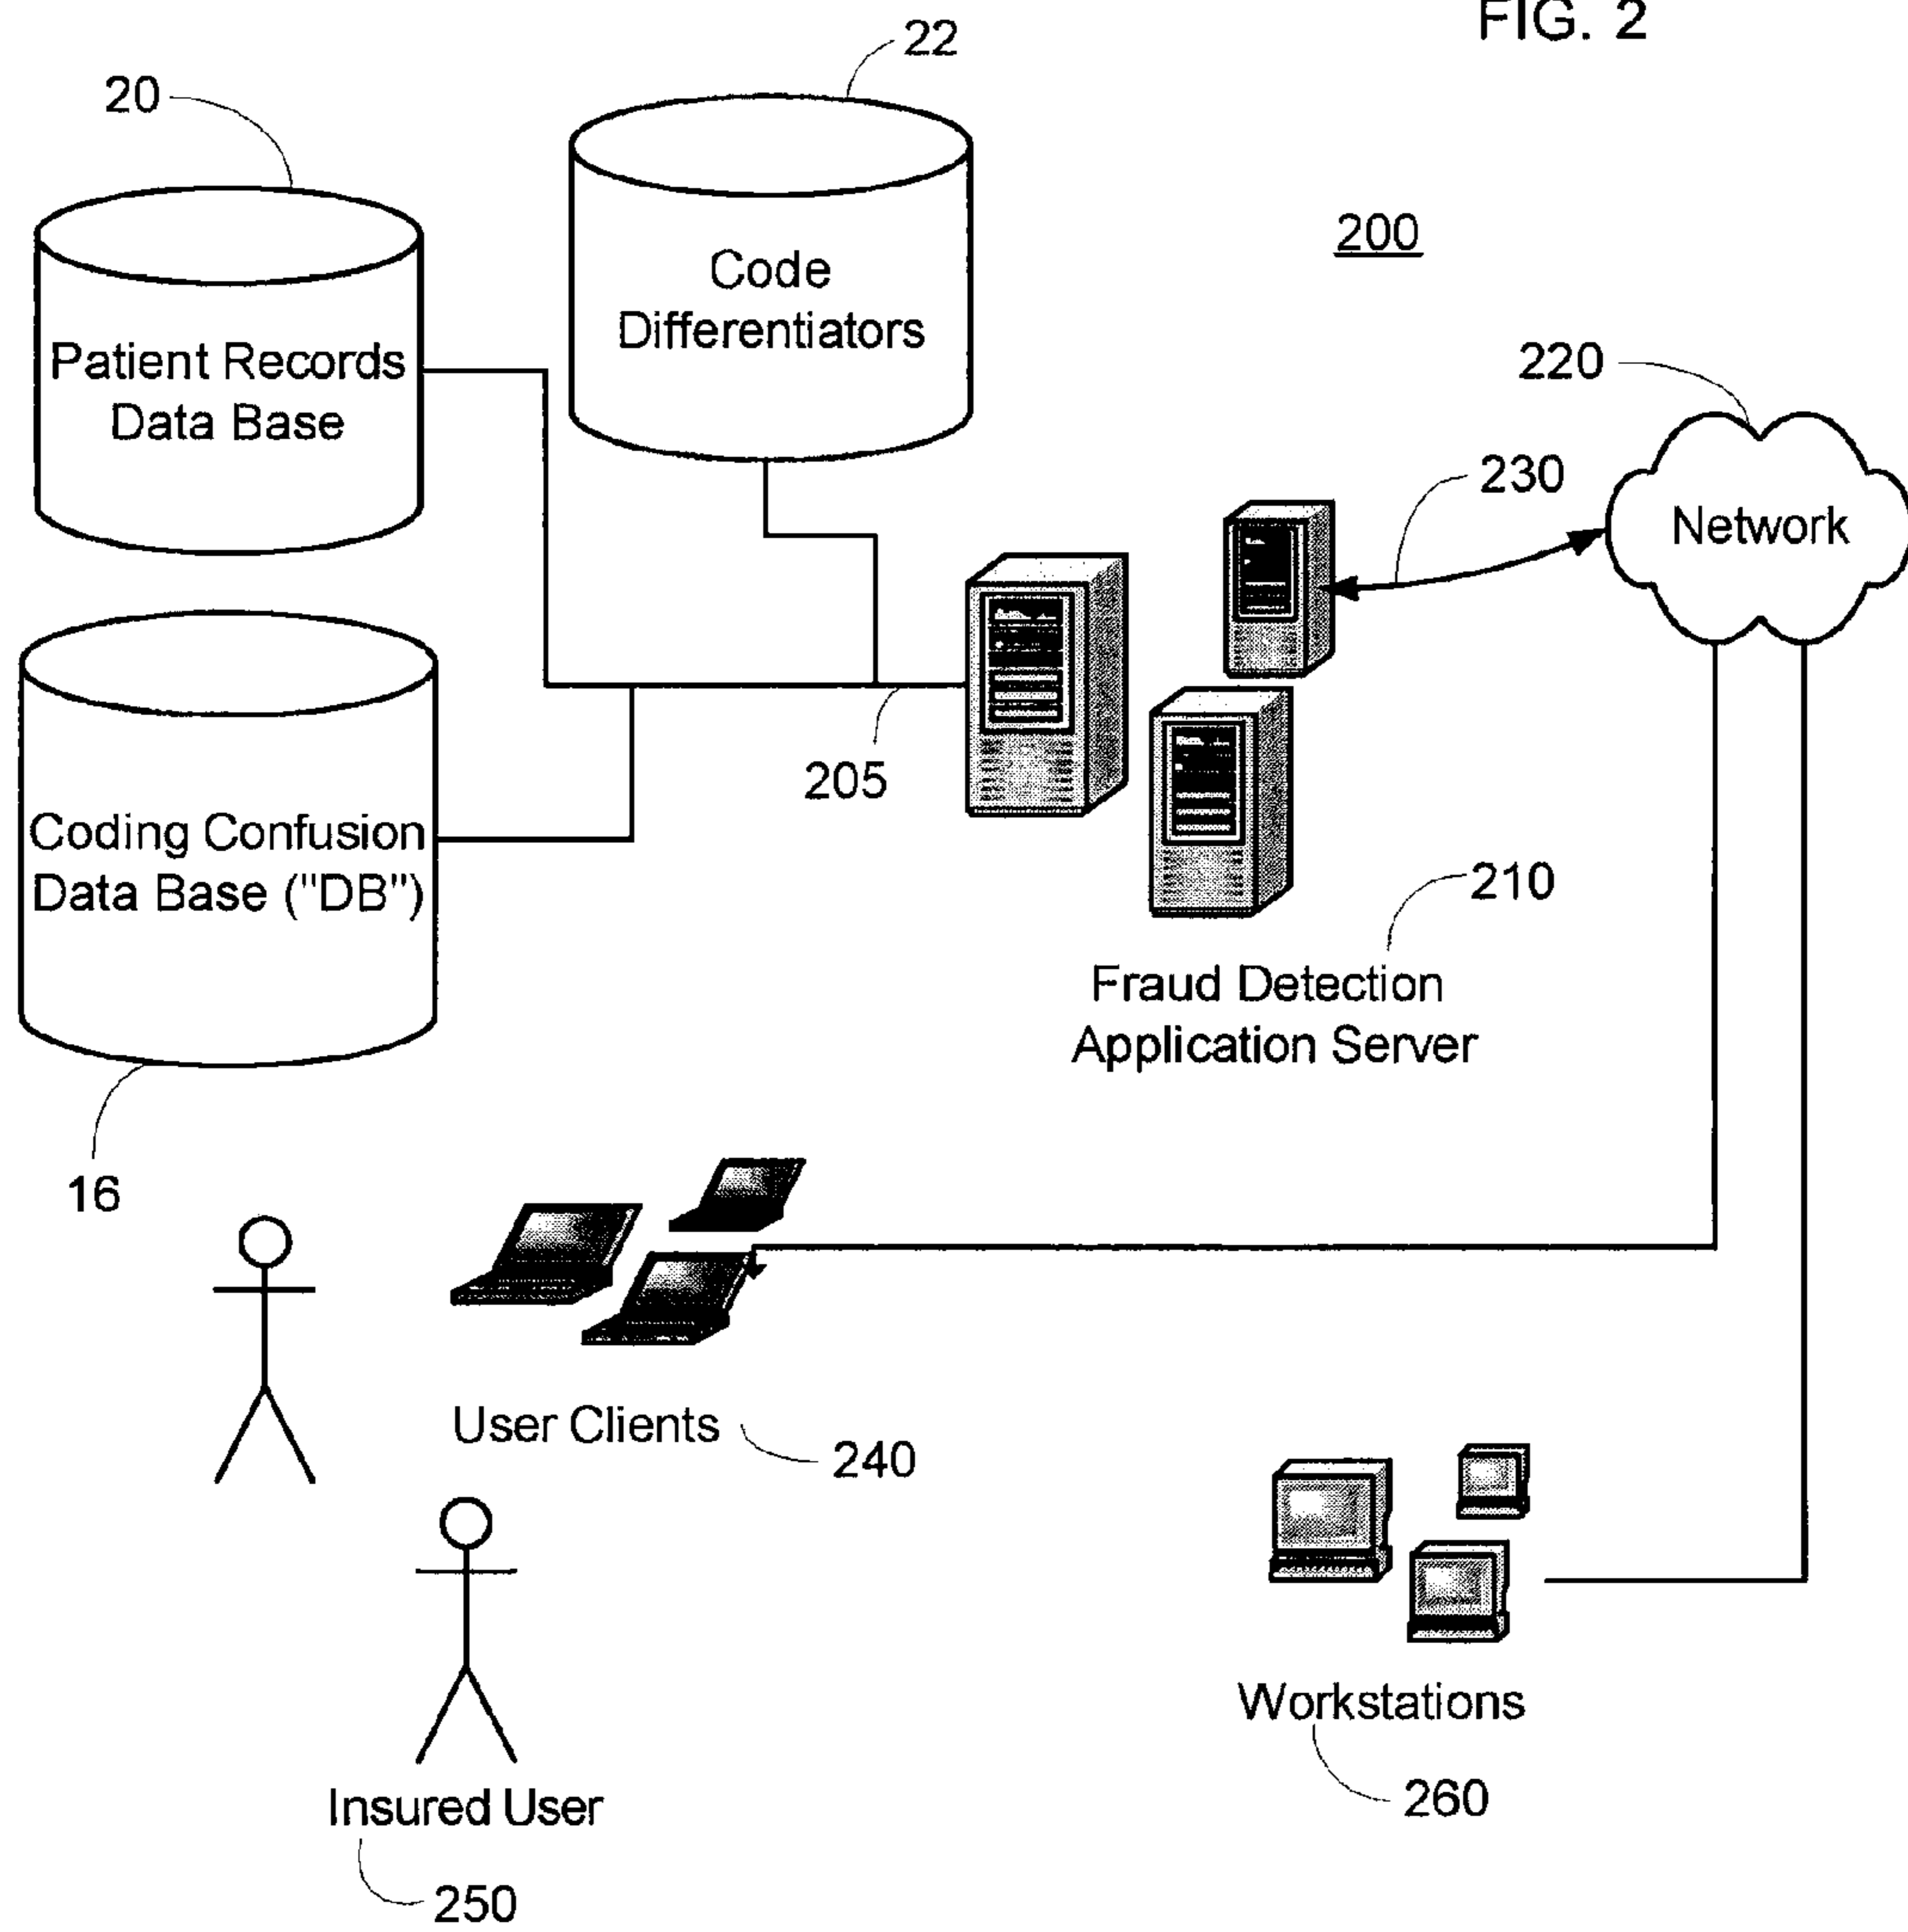 FIG. 2
22
20
200
Code
Differentiators
Patient Records
Data Base
220
230
Network
205
Coding Confusion
Data Base ("DB")
210
Fraud Detection
Application Server
16
User Clients
240
Workstations
260
Insured User
250